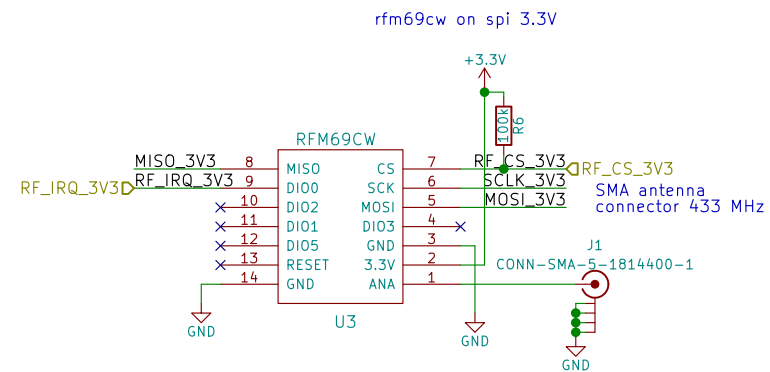 rfm69cw on spi 3.3V
+3.3V
100k
R6
RFM69CW
MISO_3V3 8 MISO CS 7 RF_CS_3V3 RF_CS_3V3
RF_IRQ_3V3 RF_IRQ_3V3 9 DIO0 SCK 6 SCLK_3V3
10 DIO2 MOSI 5 MOSI_3V3
11 DIO1 DIO3 4
12 DIO5 GND 3
13 RESET 3.3V 2
14 GND ANA 1
SMA antenna
connector 433 MHz
J1
CONN-SMA-5-1814400-1
U3
GND
GND
GND